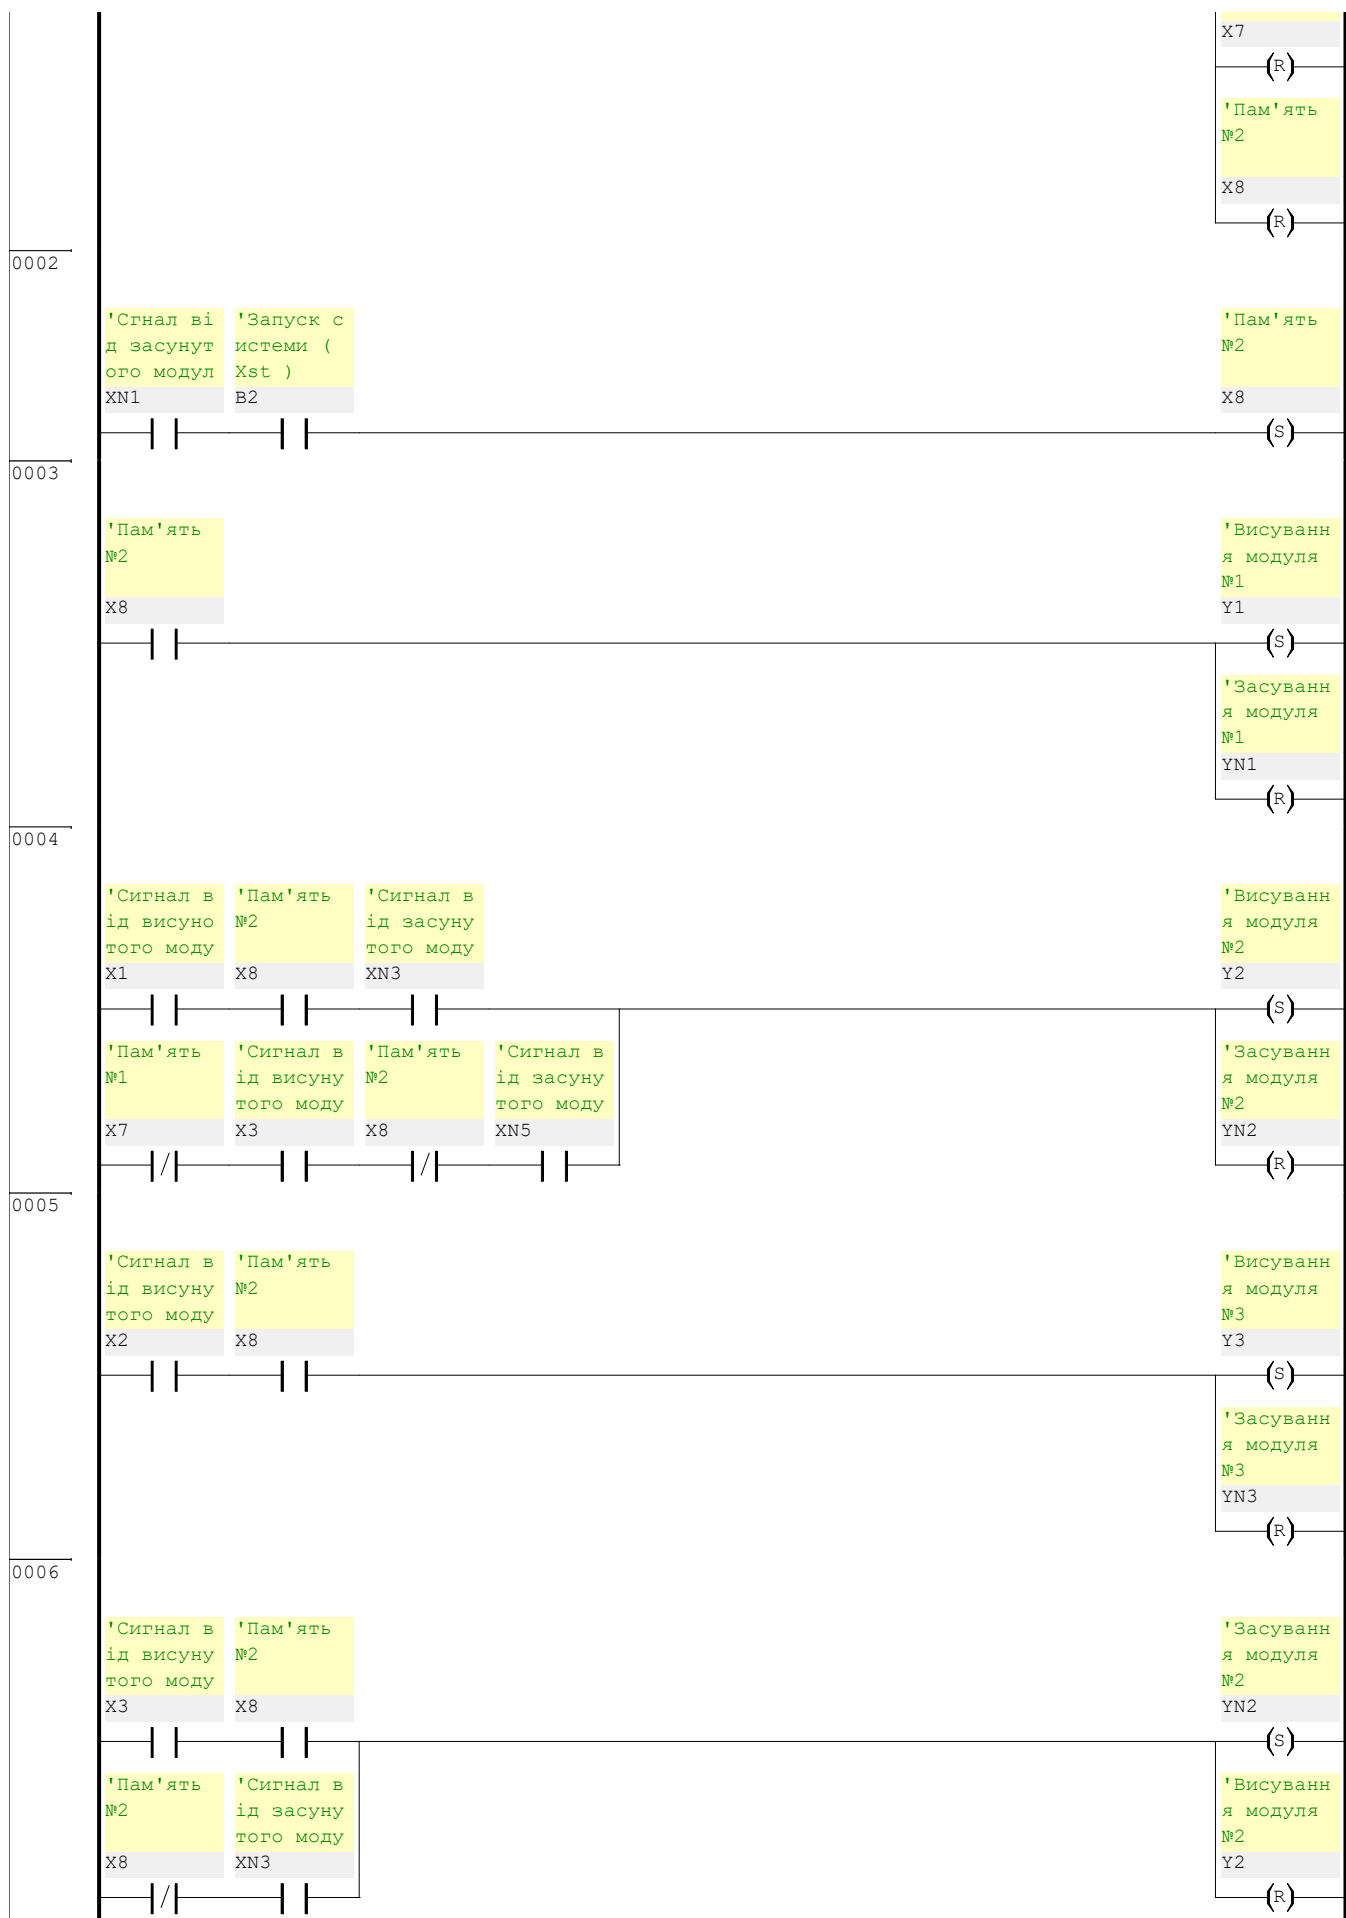 X7
(R)
'Пам'ять
№2
X8
(R)
0002
'Сгнал ві
д засунут
ого модул
XN1
'Запуск с
истеми (
Xst )
B2
'Пам'ять
№2
X8
(S)
0003
'Пам'ять
№2
X8
'Висуванн
я модуля
№1
Y1
(S)
'Засуванн
я модуля
№1
YN1
(R)
0004
'Сигнал в
ід висуно
того моду
X1
'Пам'ять
№2
X8
'Сигнал в
ід засуну
того моду
XN3
'Висуванн
я модуля
№2
Y2
(S)
'Пам'ять
№1
X7
'Сигнал в
ід висуну
того моду
X3
'Пам'ять
№2
X8
'Сигнал в
ід засуну
того моду
XN5
'Засуванн
я модуля
№2
YN2
(R)
0005
'Сигнал в
ід висуну
того моду
X2
'Пам'ять
№2
X8
'Висуванн
я модуля
№3
Y3
(S)
'Засуванн
я модуля
№3
YN3
(R)
0006
'Сигнал в
ід висуну
того моду
X3
'Пам'ять
№2
X8
'Засуванн
я модуля
№2
YN2
(S)
'Пам'ять
№2
X8
'Сигнал в
ід засуну
того моду
XN3
'Висуванн
я модуля
№2
Y2
(R)